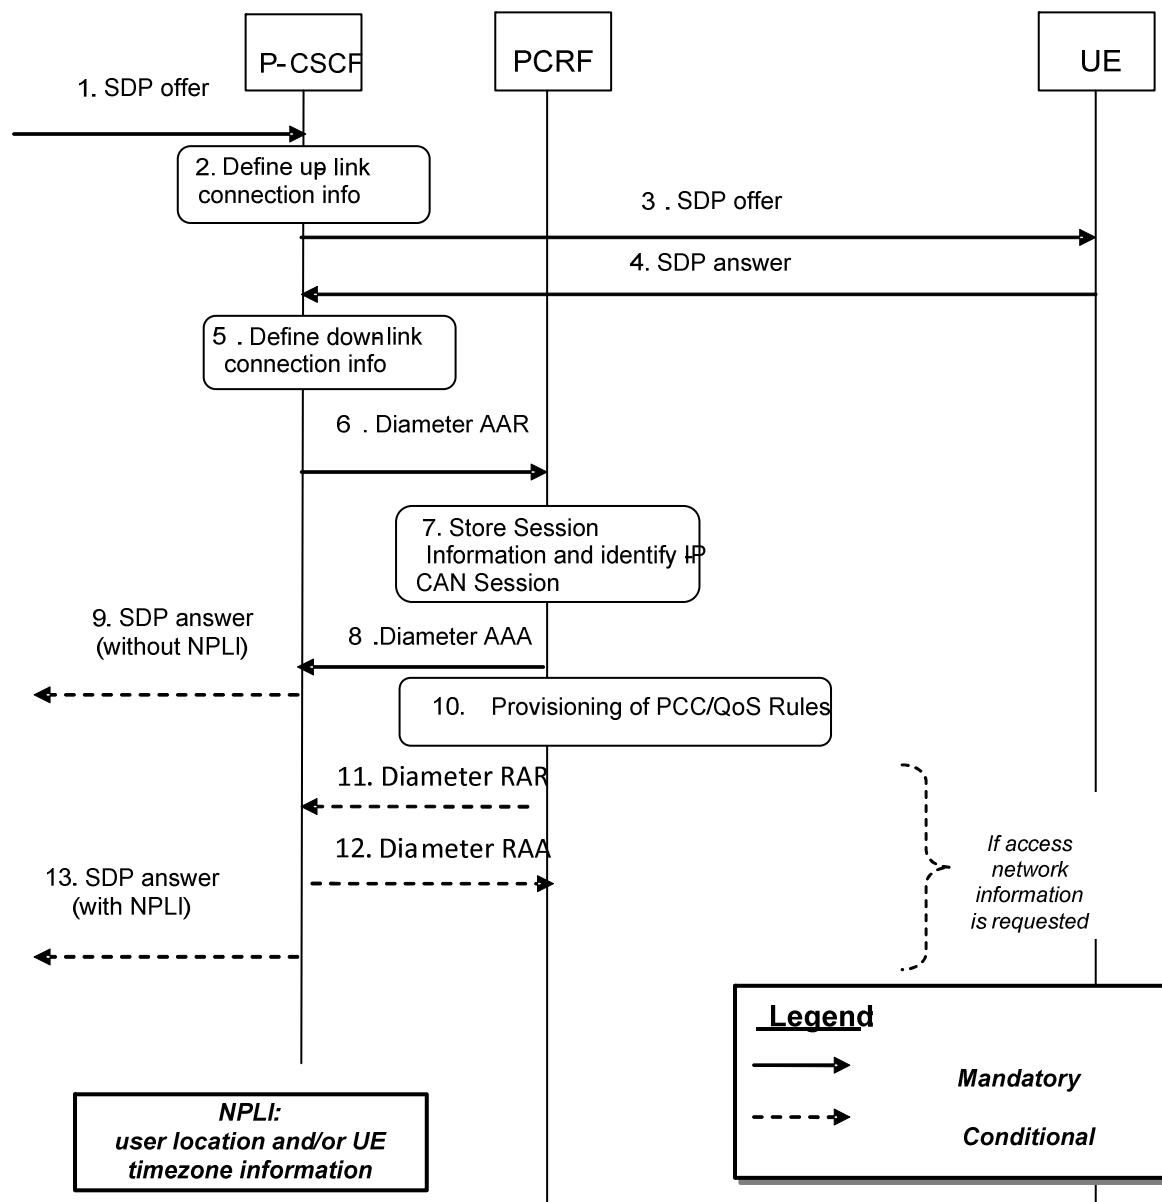 P-CSCF
PCRF
UE
1. SDP offer
2. Define up-link
connection info
3 . SDP offer
4. SDP answer
5 . Define down-link
connection info
6 . Diameter AAR
7. Store Session
Information and identify IP-
CAN Session
8 .Diameter AAA
9. SDP answer
(without NPLI)
10. Provisioning of PCC/QoS Rules
11. Diameter RAR
12. Diameter RAA
13. SDP answer
(with NPLI)
If access
network
information
is requested
Legend:
Mandatory
Conditional
NPLI:
user location and/or UE
timezone information